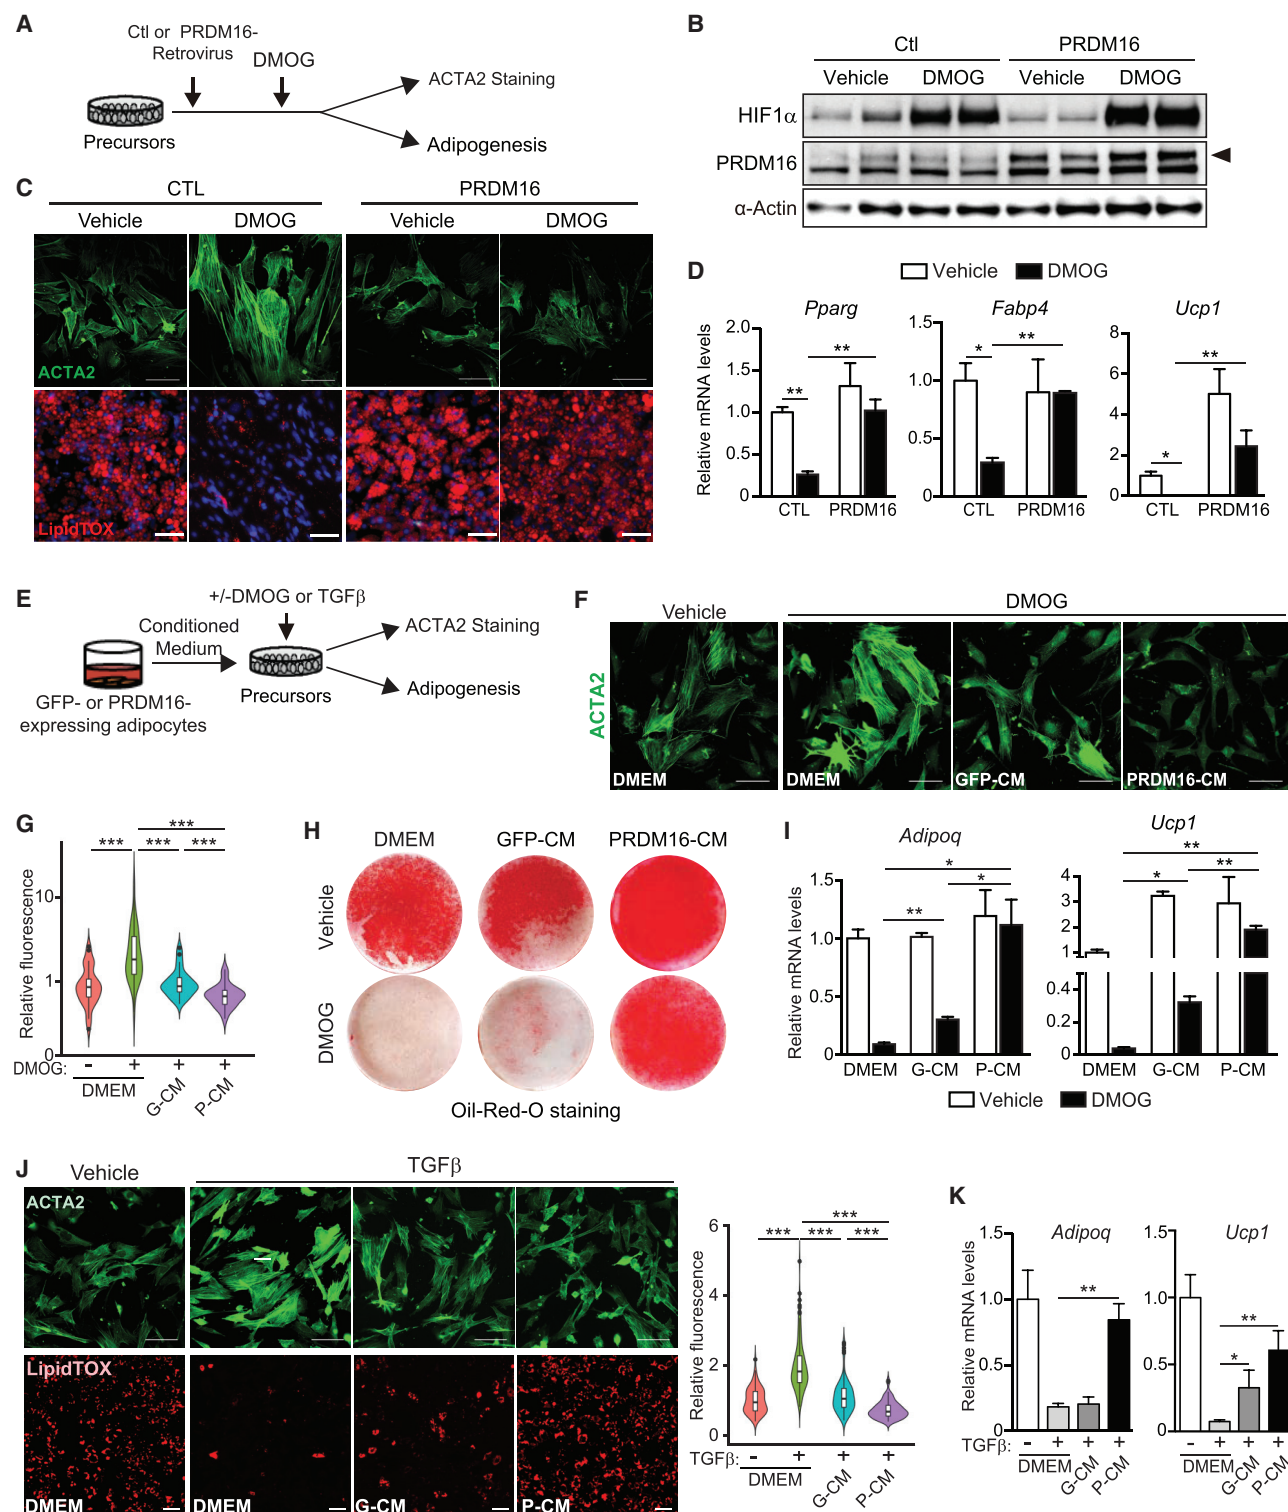 A
Ctl or PRDM16-
Retrovirus
DMOG
ACTA2 Staining
Precursors
Adipogenesis
B
Ctl
PRDM16
Vehicle
DMOG
Vehicle
DMOG
HIF1α
PRDM16
α-Actin
C
CTL
PRDM16
Vehicle
DMOG
Vehicle
DMOG
ACTA2
LipidTOX
D
Vehicle
DMOG
Pparg
Fabp4
Ucp1
Relative mRNA levels
2.0
1.5
1.0
0.5
0
**
**
CTL
PRDM16
1.5
1.0
0.5
0
*
**
CTL
PRDM16
8
6
4
2
0
*
**
CTL
PRDM16
E
+/-DMOG or TGFβ
Conditioned
Medium
ACTA2 Staining
Precursors
Adipogenesis
GFP- or PRDM16-
expressing adipocytes
F
Vehicle
DMOG
ACTA2
DMEM
DMEM
GFP-CM
PRDM16-CM
G
***
***
***
***
Relative fluorescence
10
1
0
DMOG:
-
+
+
+
DMEM
G-CM
P-CM
H
DMEM
GFP-CM
PRDM16-CM
Vehicle
DMOG
Oil-Red-O staining
I
Adipoq
Ucp1
Relative mRNA levels
1.5
1.0
0.5
0
*
*
**
DMEM
G-CM
P-CM
4
3
2
1
0.4
0.2
0
**
*
**
DMEM
G-CM
P-CM
Vehicle
DMOG
J
Vehicle
TGFβ
ACTA2
LipidTOX
DMEM
DMEM
G-CM
P-CM
Relative fluorescence
6
4
2
0
***
***
***
***
TGFβ:
-
+
+
+
DMEM
G-CM
P-CM
K
Adipoq
Ucp1
Relative mRNA levels
1.5
1.0
0.5
0
**
TGFβ:
-
+
+
+
DMEM
G-CM
P-CM
1.5
1.0
0.5
0
**
*
-
+
+
+
DMEM
G-CM
P-CM